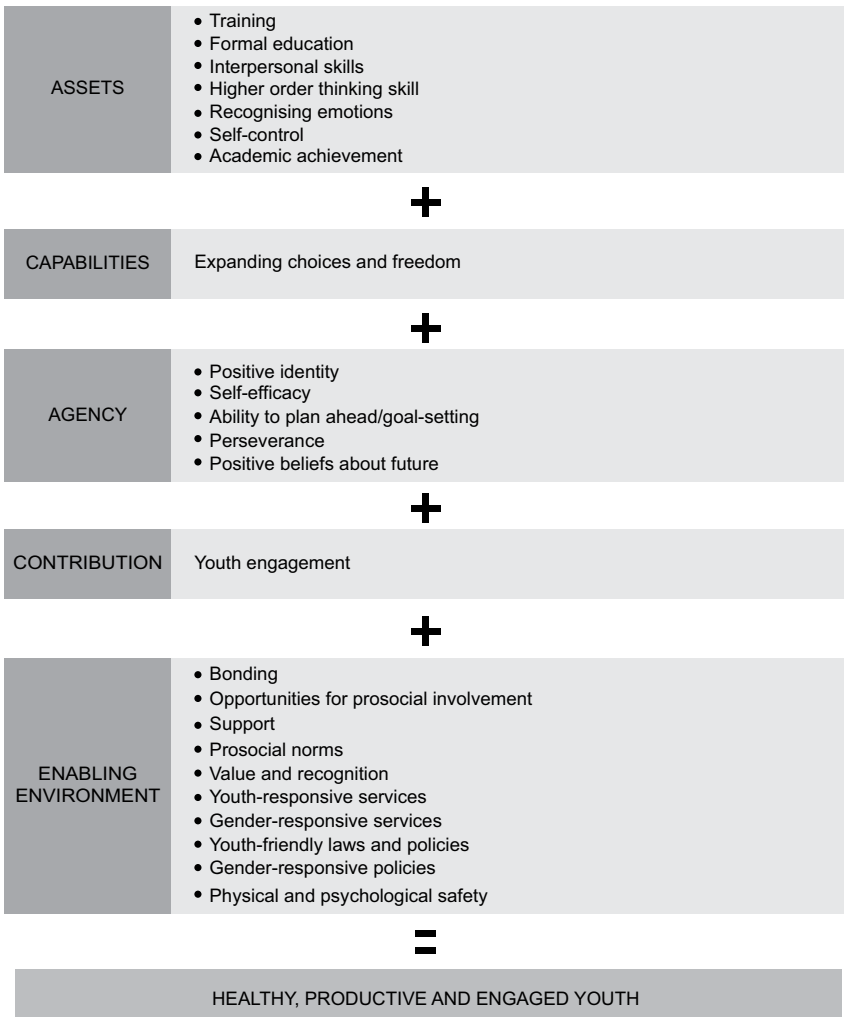 ASSETS
• Training
• Formal education
• Interpersonal skills
• Higher order thinking skill
• Recognising emotions
• Self-control
• Academic achievement
+
CAPABILITIES
Expanding choices and freedom
+
AGENCY
• Positive identity
• Self-efficacy
• Ability to plan ahead/goal-setting
• Perseverance
• Positive beliefs about future
+
CONTRIBUTION
Youth engagement
+
ENABLING
ENVIRONMENT
• Bonding
• Opportunities for prosocial involvement
• Support
• Prosocial norms
• Value and recognition
• Youth-responsive services
• Gender-responsive services
• Youth-friendly laws and policies
• Gender-responsive policies
• Physical and psychological safety
=
HEALTHY, PRODUCTIVE AND ENGAGED YOUTH